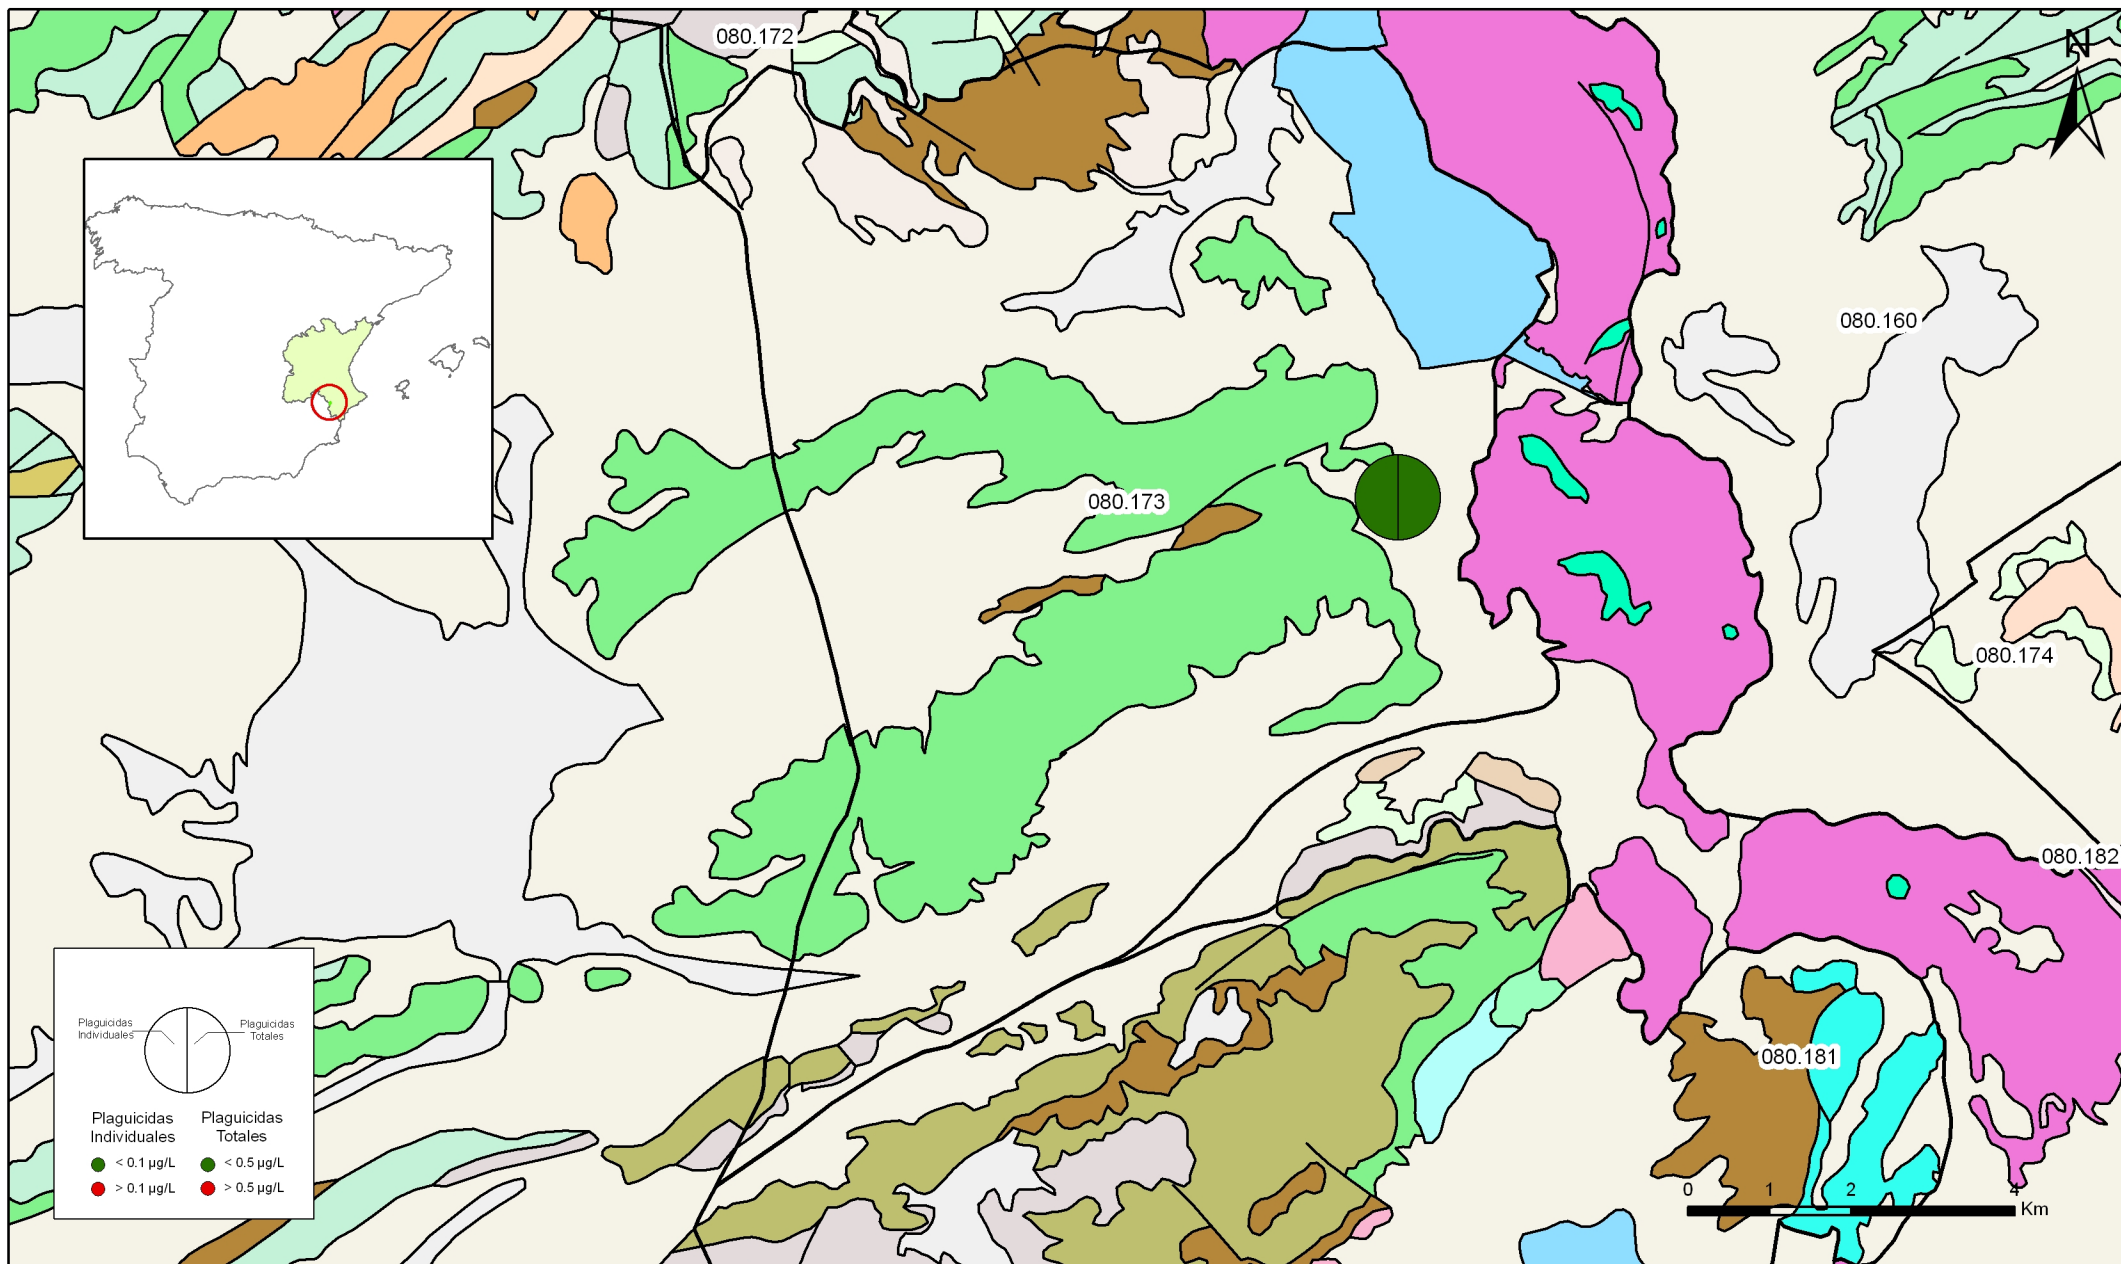 080.172
N
080.160
080.173
080.174
080.182
080.181
Plaguicidas
Individuales
Plaguicidas
Totales
Plaguicidas
Individuales
Plaguicidas
Totales
< 0.1 µg/L
< 0.5 µg/L
> 0.1 µg/L
> 0.5 µg/L
0 1 2 4
Km